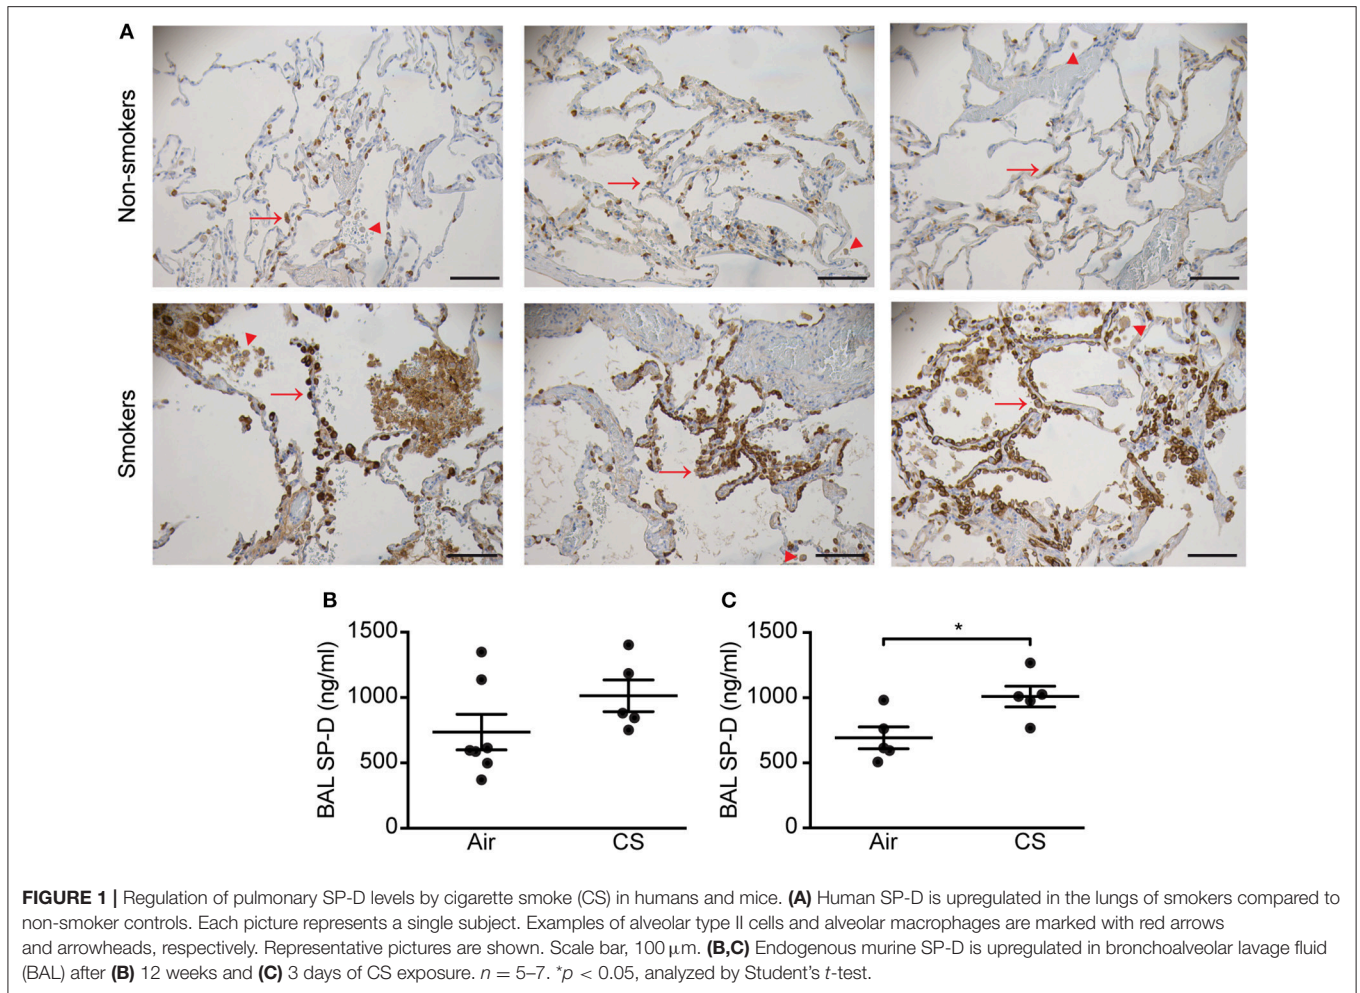 A
Non-smokers
Smokers
B
1500
1000
500
0
BAL SP-D (ng/ml)
Air
CS
C
1500
1000
500
0
BAL SP-D (ng/ml)
*
Air
CS
FIGURE 1 | Regulation of pulmonary SP-D levels by cigarette smoke (CS) in humans and mice. (A) Human SP-D is upregulated in the lungs of smokers compared to
non-smoker controls. Each picture represents a single subject. Examples of alveolar type II cells and alveolar macrophages are marked with red arrows
and arrowheads, respectively. Representative pictures are shown. Scale bar, 100 μm. (B,C) Endogenous murine SP-D is upregulated in bronchoalveolar lavage fluid
(BAL) after (B) 12 weeks and (C) 3 days of CS exposure. n = 5–7. *p < 0.05, analyzed by Student's t-test.